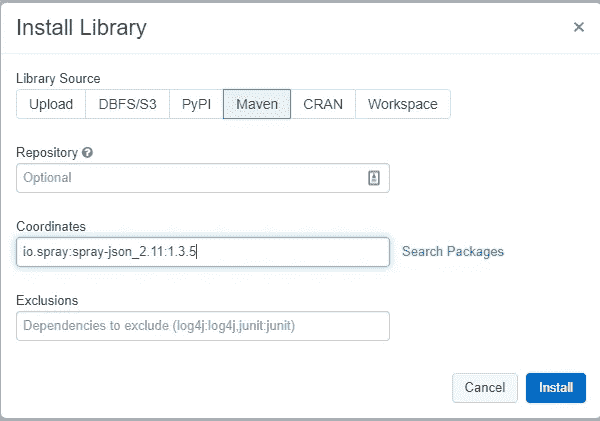 Install Library
×
Library Source
Upload DBFS/S3 PyPI Maven CRAN Workspace
Repository ?
Optional
Coordinates
io.spray:spray-json_2.11:1.3.5 Search Packages
Exclusions
Dependencies to exclude (log4j:log4j,junit:junit)
Cancel Install